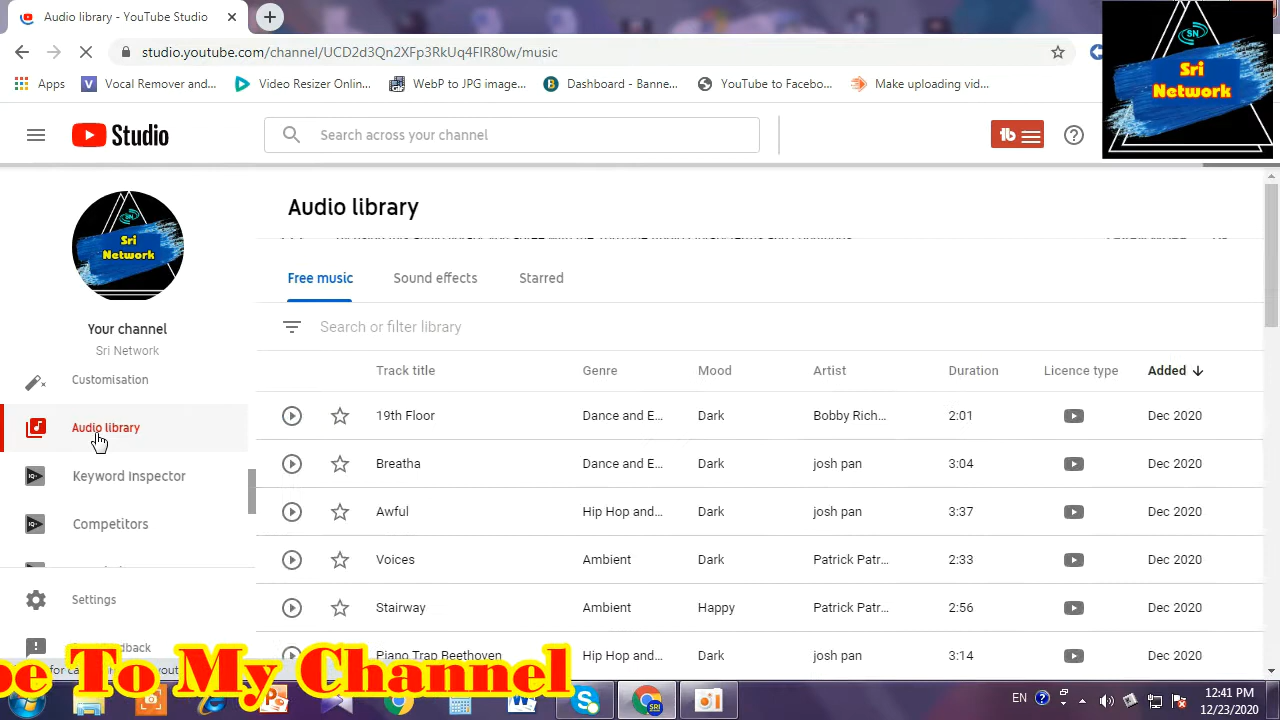 Audio library - YouTube Studio
studio.youtube.com/channel/UCD2d3Qn2XFp3RkUq4FlR80w/music
Apps
Vocal Remover and...
Video Resizer Onlin...
WebP to JPG Image...
Dashboard - Banne...
YouTube to Facebo...
Make uploading vid...
SN
Sri
Network
Studio
Search across your channel
tb
SN
Sri
Network
Your channel
Sri Network
Customisation
Audio library
Keyword Inspector
Competitors
Settings
Audio library
Free music
Sound effects
Starred
Search or filter library
Track title Genre Mood Artist Duration Licence type Added
19th Floor Dance and E... Dark Bobby Rich... 2:01 Dec 2020
Breatha Dance and E... Dark josh pan 3:04 Dec 2020
Awful Hip Hop and... Dark josh pan 3:37 Dec 2020
Voices Ambient Dark Patrick Patr... 2:33 Dec 2020
Stairway Ambient Happy Patrick Patr... 2:56 Dec 2020
Piano Trap Beethoven josh pan 3:14 Dec 2020
be To My Channel
EN
12:41 PM
12/23/2020